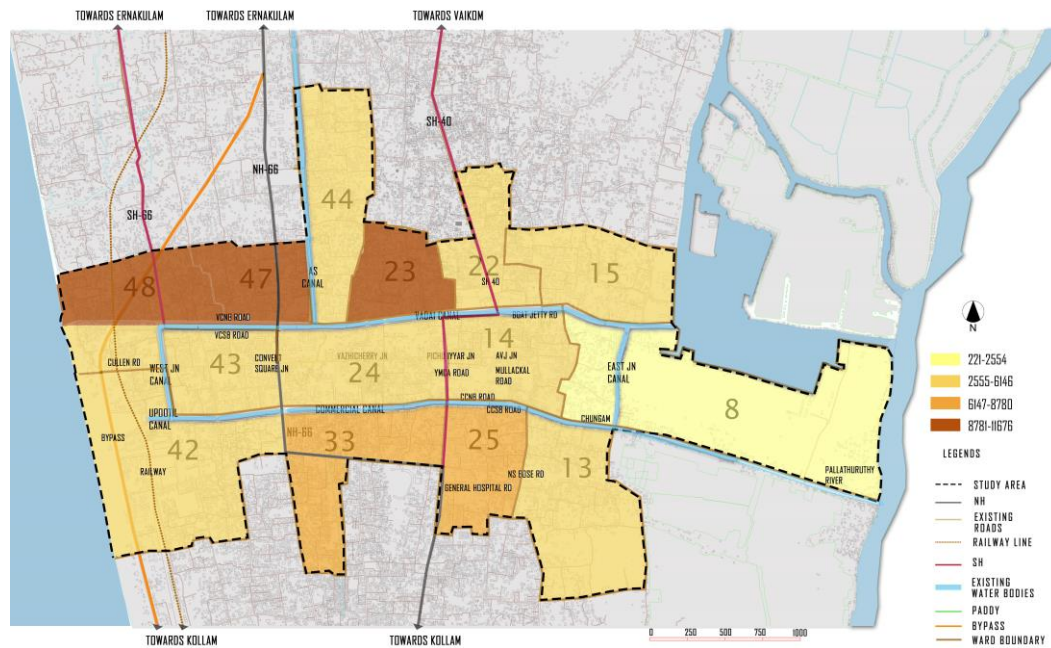 TOWARDS ERNAKULAM
TOWARDS ERNAKULAM
TOWARDS VAIKOM
SH-40
NH-66
SH-66
44
48
47
AS CANAL
23
22
SH-40
15
VCNB ROAD
VADAI CANAL
BOAT JETTY RD
VCSB ROAD
14
CULLEN RD
WEST JN CANAL
43
CONVENT SQUARE JN
VAZHICHERRY JN
24
AVJ JN
YMCA ROAD
MULLACKAL ROAD
EAST JN CANAL
8
CCNB ROAD
COMMERCIAL CANAL
CCSB ROAD
CHUNGAM
BYPASS
42
RAILWAY
NH-66
33
25
NS BOSE RD
GENERAL HOSPITAL RD
13
PALLATHURUTHY RIVER
TOWARDS KOLLAM
TOWARDS KOLLAM
0 250 500 750 1000
N
221-2554
2555-6146
6147-8780
8781-11676
LEGENDS
STUDY AREA
NH
EXISTING ROADS
RAILWAY LINE
SH
EXISTING WATER BODIES
PADDY
BYPASS
WARD BOUNDARY